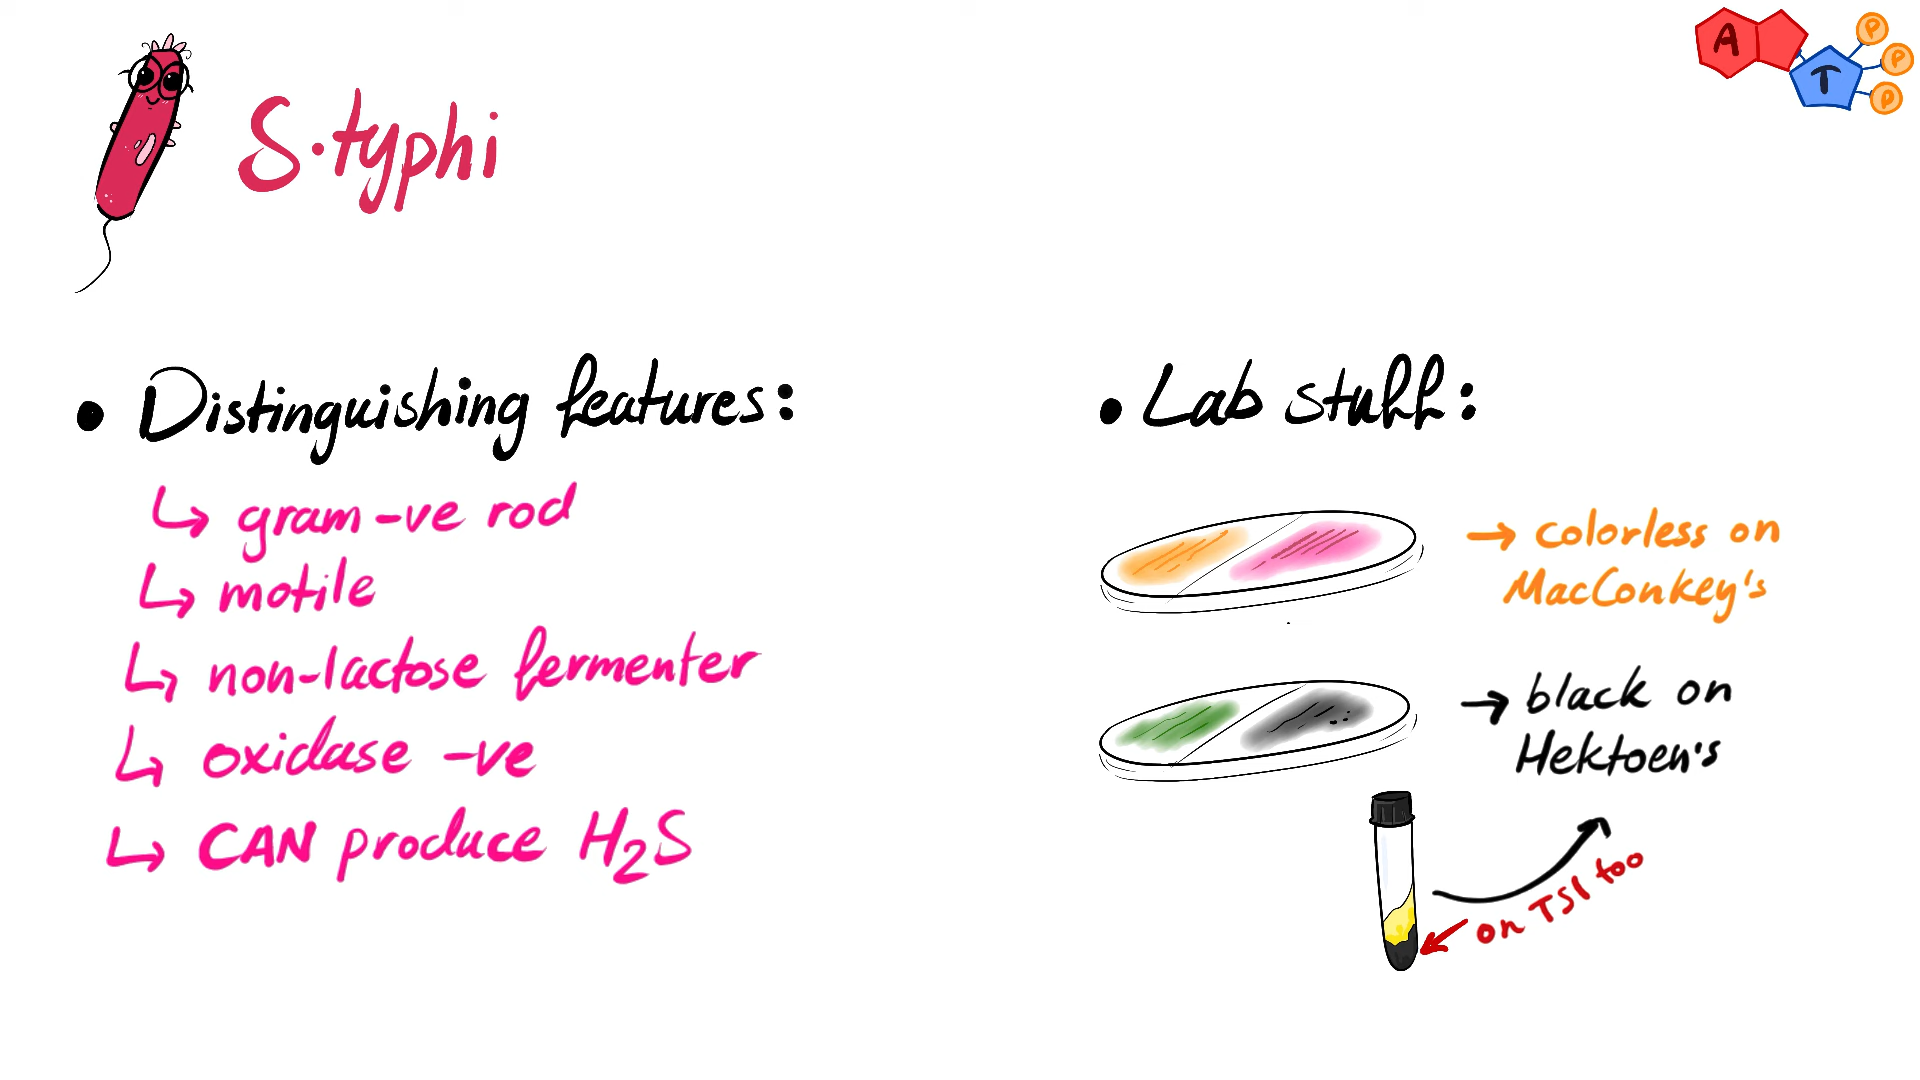 S.typhi
A T P P P
• Distinguishing features:
↳ gram -ve rod
↳ motile
↳ non-lactose fermenter
↳ oxidase -ve
↳ CAN produce H₂S
• Lab stuff:
→ colorless on
MacConkey's
→ black on
Hektoen's
on TSI too